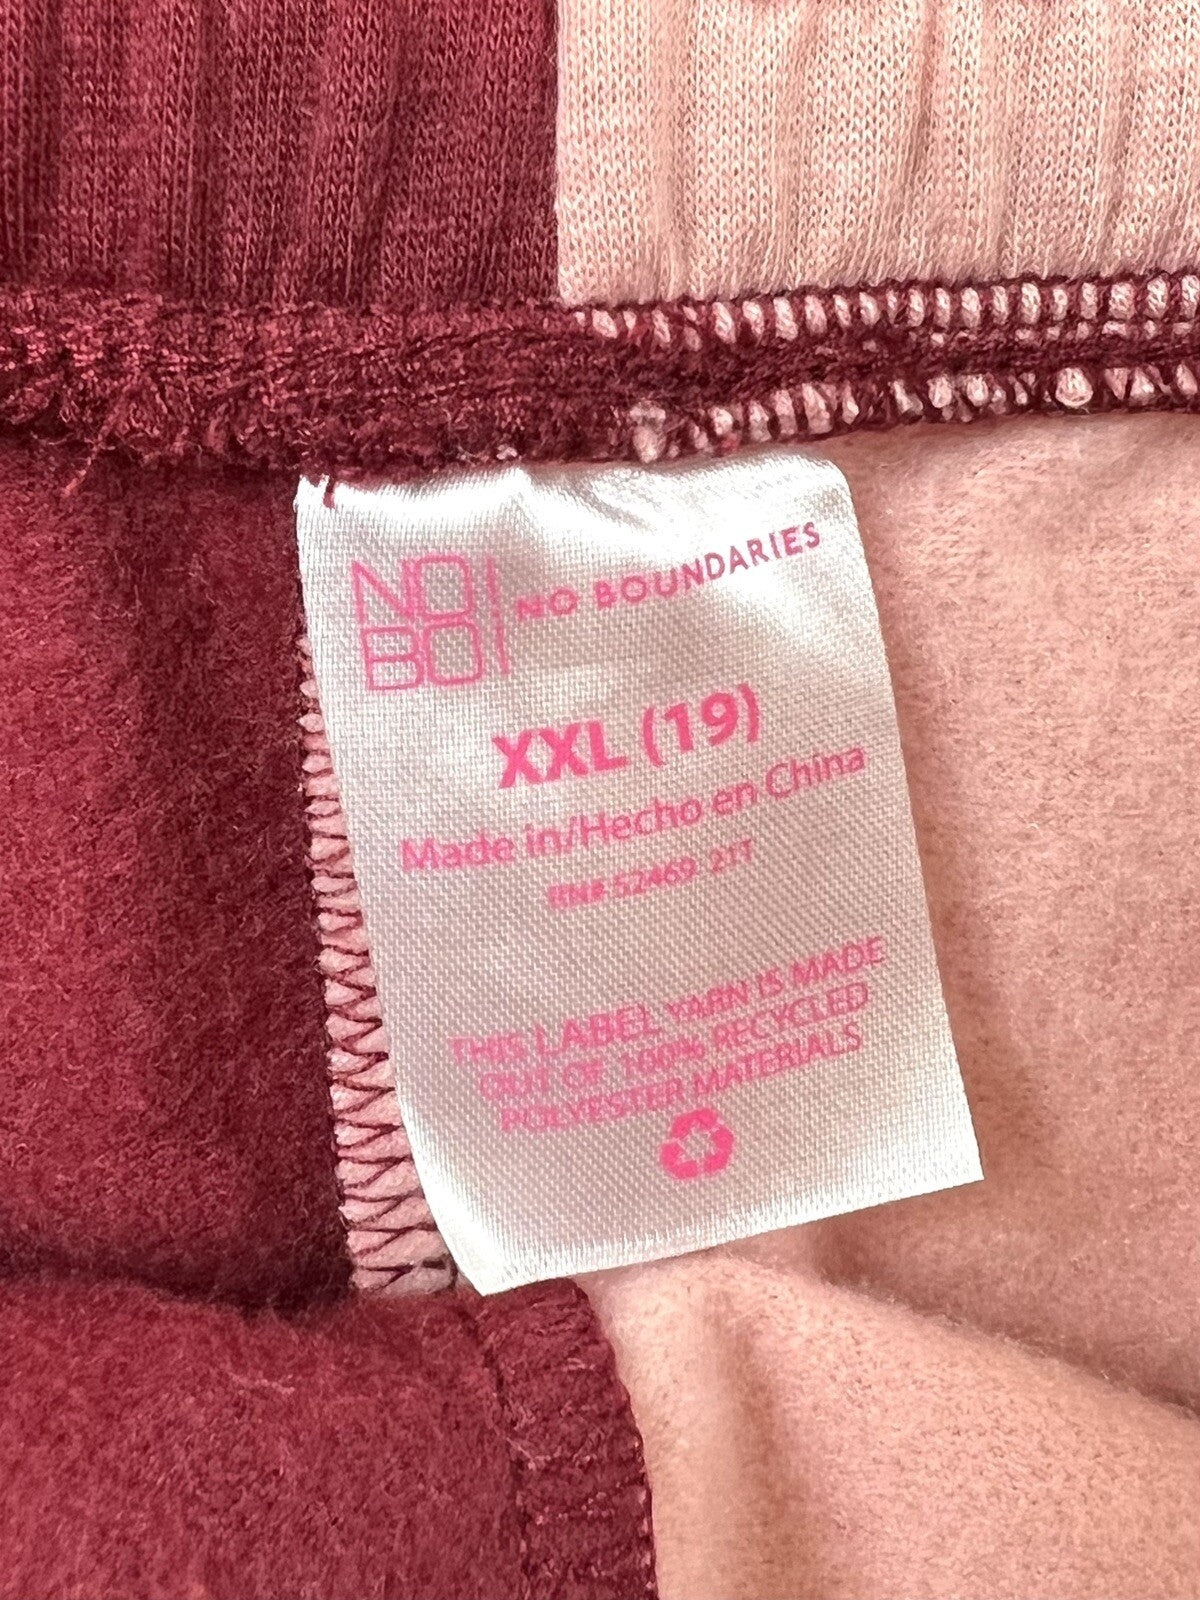 NO
BO
NO BOUNDARIES
XXL (19)
Made in/Hecho en China
RN# 52469 21T
THIS LABEL YARN IS MADE
OUT OF 100% RECYCLED
POLYESTER MATERIALS